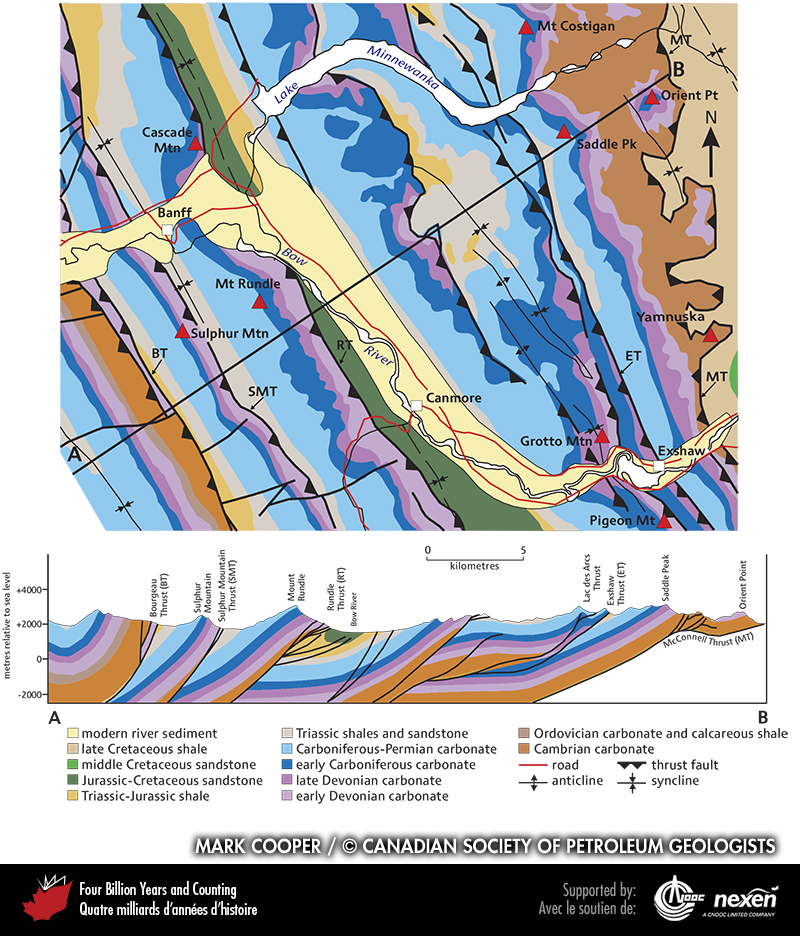 Mt Costigan
MT
B
Lake Minnewanka
Orient Pt
N
Cascade
Mtn
Saddle Pk
Banff
Bow
River
Mt Rundle
Sulphur Mtn
Yamnuska
BT
RT
ET
SMT
MT
Canmore
A
Grotto Mtn
Exshaw
Pigeon Mt
0 5
kilometres
metres relative to sea level
+4000
+2000
0
-2000
Bourgeau
Thrust (BT)
Sulphur
Mountain
Sulphur Mountain
Thrust (SMT)
Mount
Rundle
Rundle
Thrust (RT)
Bow River
Lac des Arcs
Thrust
Exshaw
Thrust (ET)
Saddle Peak
Orient Point
McConnell Thrust (MT)
A B
modern river sediment
late Cretaceous shale
middle Cretaceous sandstone
Jurassic-Cretaceous sandstone
Triassic-Jurassic shale
Triassic shales and sandstone
Carboniferous-Permian carbonate
early Carboniferous carbonate
late Devonian carbonate
early Devonian carbonate
Ordovician carbonate and calcareous shale
Cambrian carbonate
road thrust fault
anticline syncline
MARK COOPER / © CANADIAN SOCIETY OF PETROLEUM GEOLOGISTS
Four Billion Years and Counting
Quatre milliards d'années d'histoire
Supported by:
Avec le soutien de:
CNOOC
nexen
A CNOOC LIMITED COMPANY